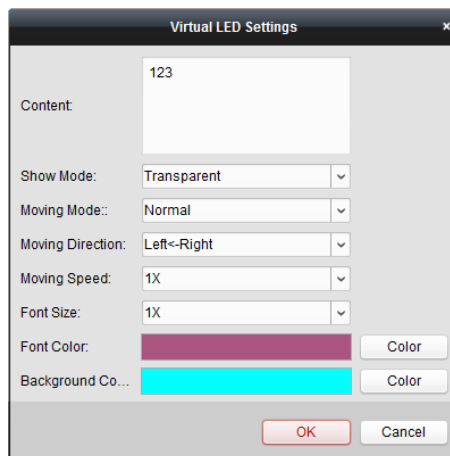 Virtual LED Settings ×
Content: 123
Show Mode: Transparent
Moving Mode:: Normal
Moving Direction: Left<-Right
Moving Speed: 1X
Font Size: 1X
Font Color: Color
Background Co... Color
OK Cancel